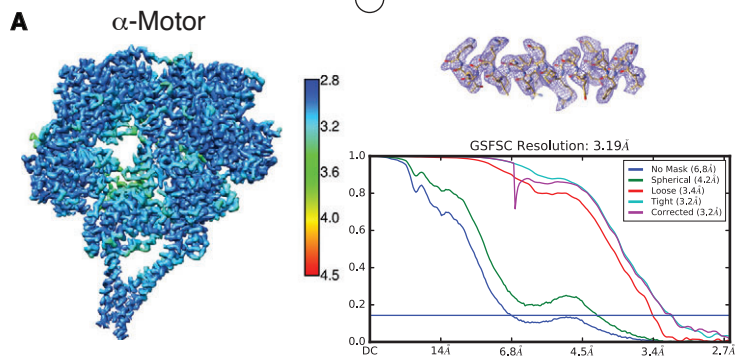 A
α-Motor
2.8
3.2
3.6
4.0
4.5
GSFSC Resolution: 3.19Å
1.0
0.8
0.6
0.4
0.2
0.0
No Mask (6,8Å)
Spherical (4.2Å)
Loose (3,4Å)
Tight (3,2Å)
Corrected (3,2Å)
DC
14Å
6.8Å
4.5Å
3.4Å
2.7Å